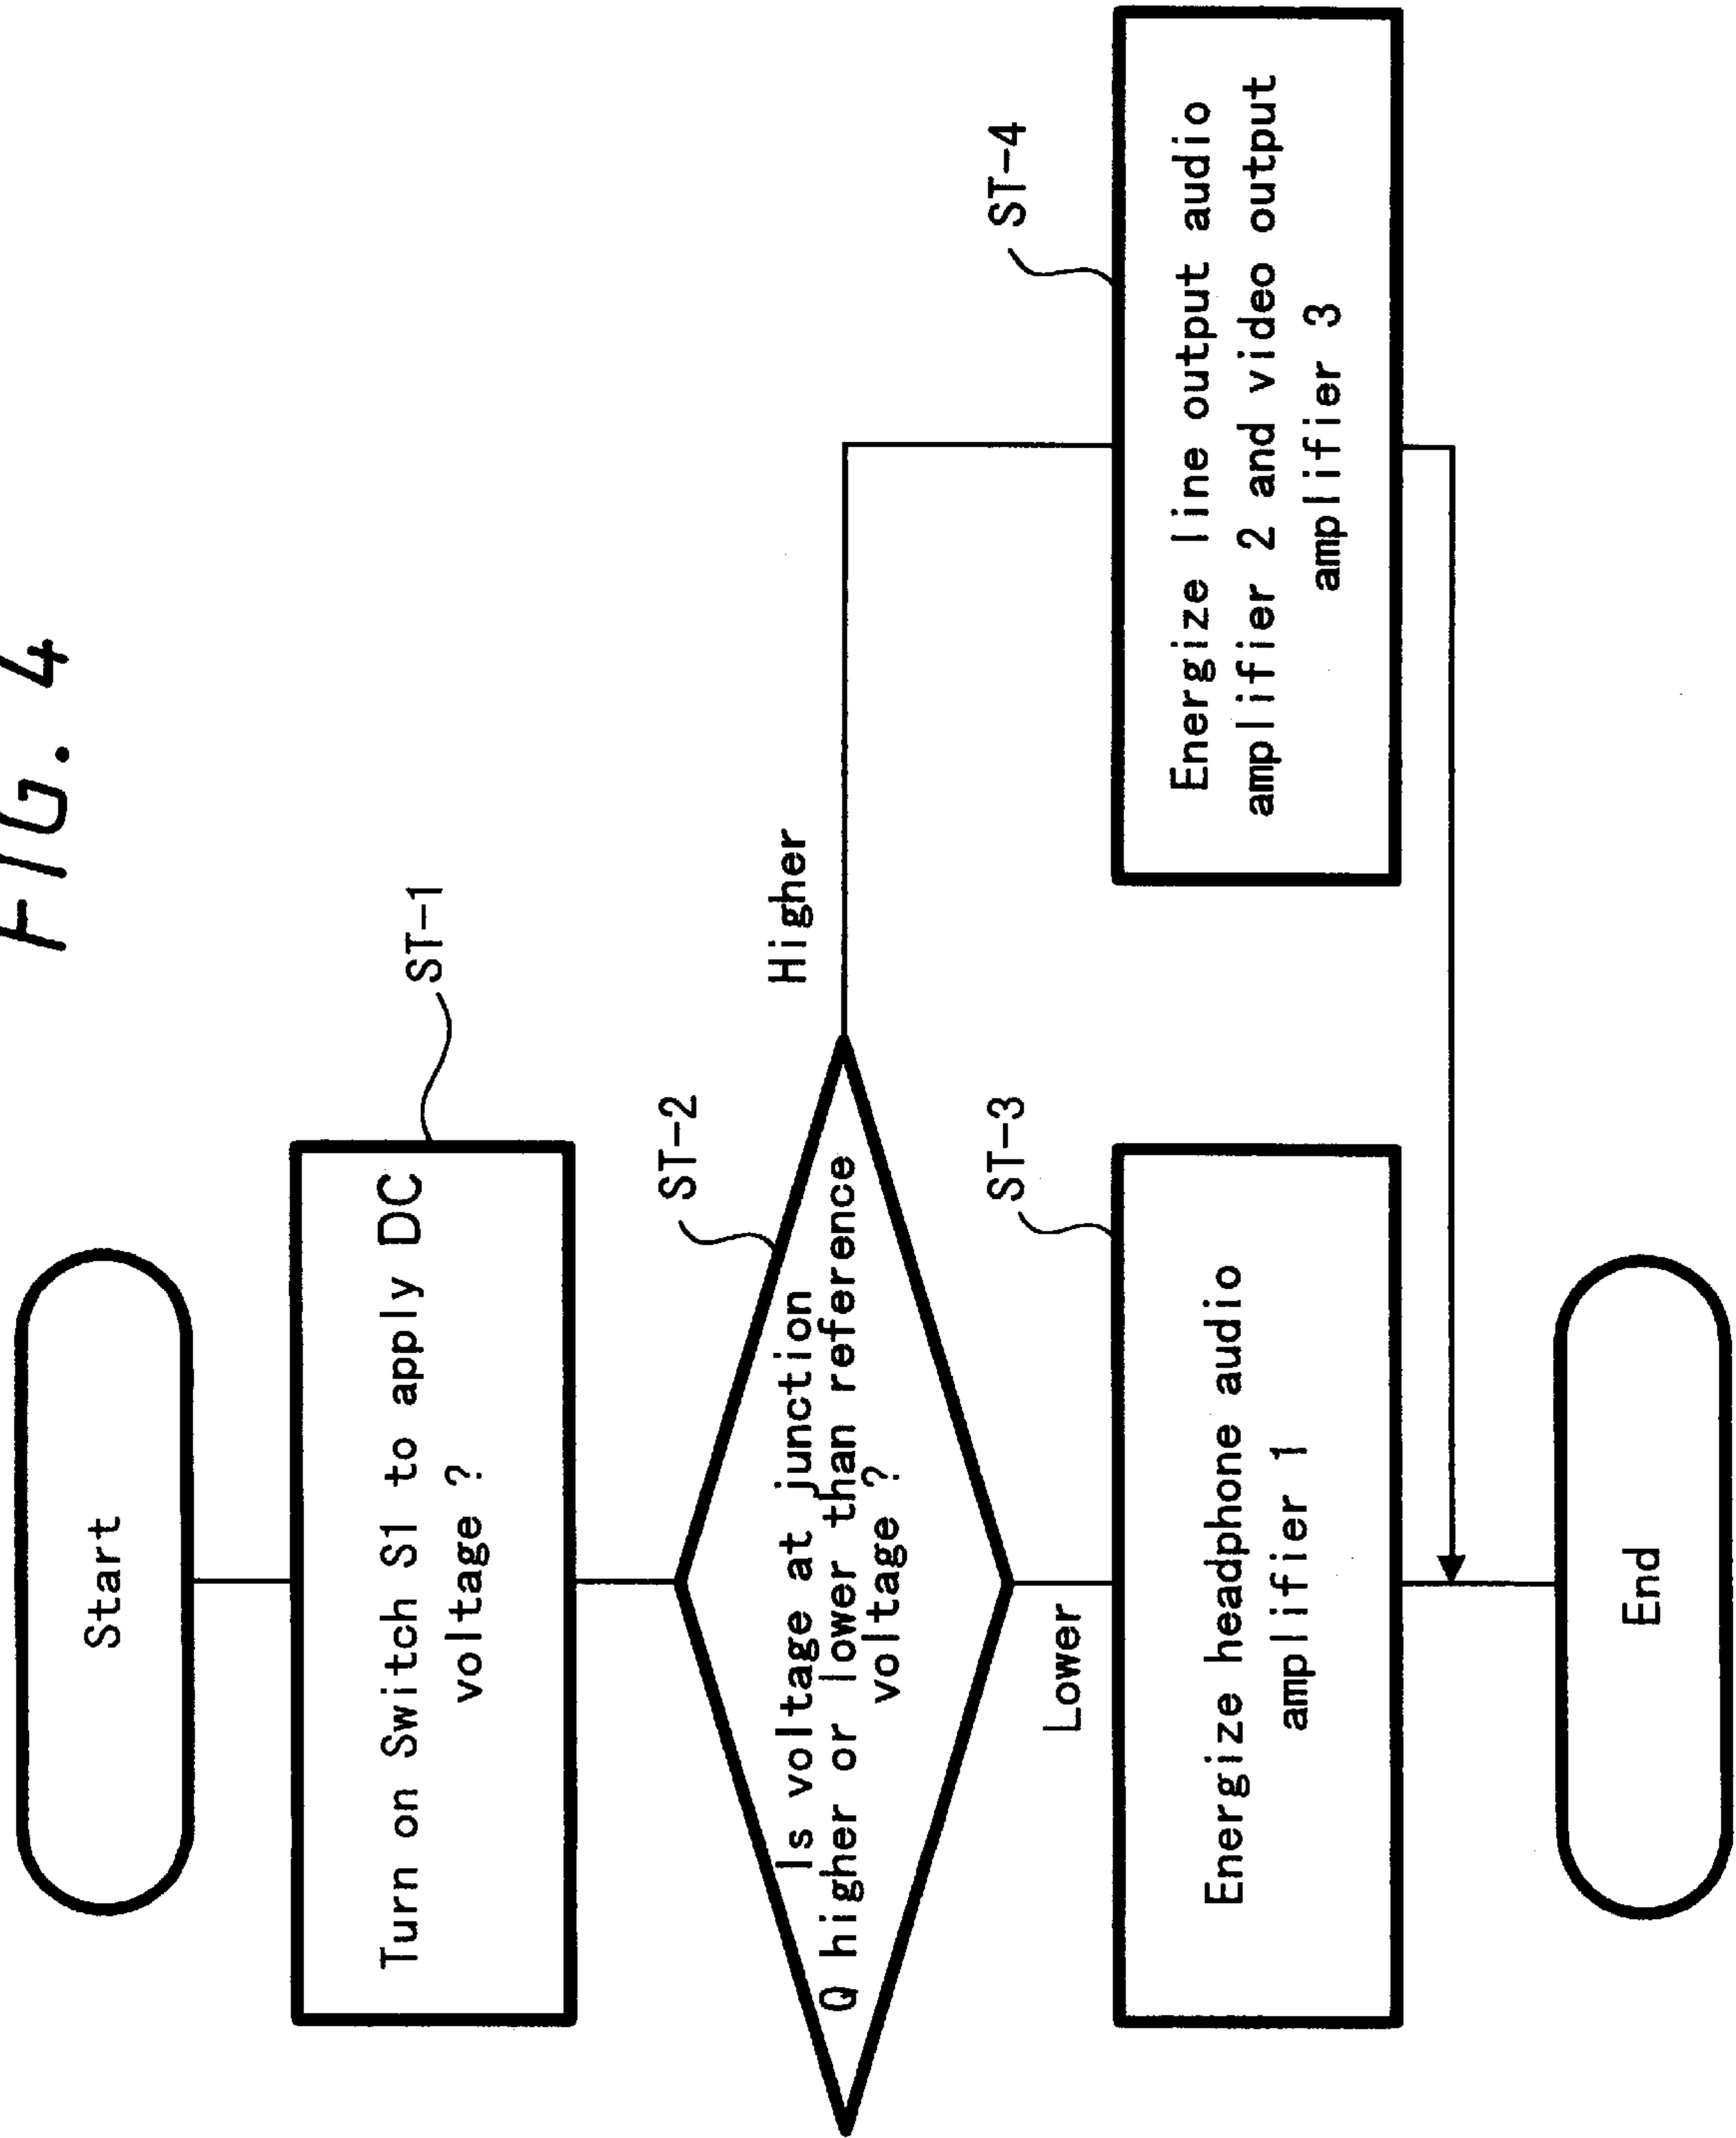 FIG. 4
Start
ST-1
Turn on Switch S1 to apply DC
voltage ?
ST-2
Is voltage at junction
Q higher or lower than reference
voltage ?
Higher
Lower
ST-3
Energize headphone audio
amplifier 1
ST-4
Energize line output audio
amplifier 2 and video output
amplifier 3
End